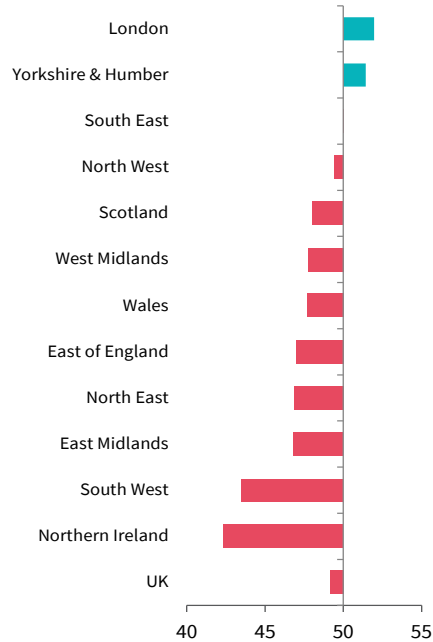 London
Yorkshire & Humber
South East
North West
Scotland
West Midlands
Wales
East of England
North East
East Midlands
South West
Northern Ireland
UK
40 45 50 55